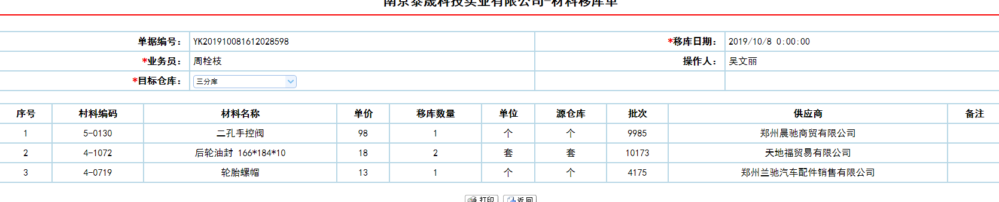 南京泰晟科技实业有限公司-材料移库单
单据编号： YK201910081612028598 *移库日期： 2019/10/8 0:00:00
*业务员： 周栓枝 操作人： 吴文丽
*目标仓库： 三分库
序号 村料编码 材料名称 单价 移库数量 单位 源仓库 批次 供应商 备注
1 5-0130 二孔手控阀 98 1 个 个 9985 郑州晨驰商贸有限公司
2 4-1072 后轮油封 166*184*10 18 2 套 套 10173 天地福贸易有限公司
3 4-0719 轮胎螺帽 13 1 个 个 4175 郑州兰驰汽车配件销售有限公司
打印 返回